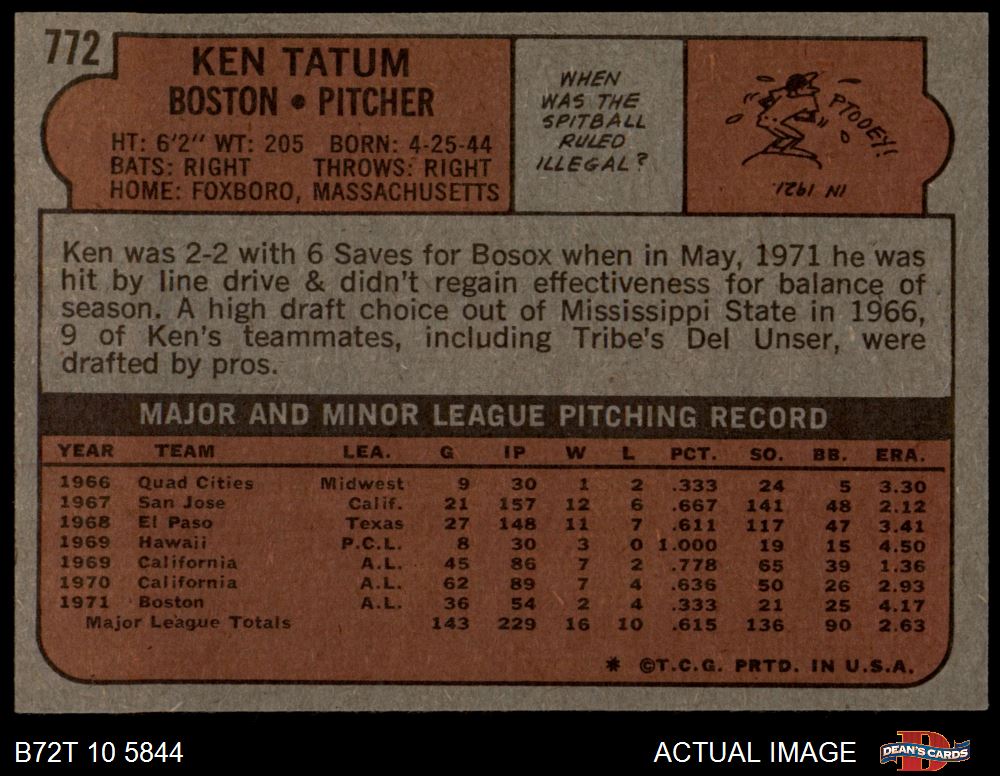 772
KEN TATUM
BOSTON • PITCHER
HT: 6'2" WT: 205 BORN: 4-25-44
BATS: RIGHT THROWS: RIGHT
HOME: FOXBORO, MASSACHUSETTS
WHEN
WAS THE
SPITBALL
RULED
ILLEGAL?
PTOOEY!
IN 1921.
Ken was 2-2 with 6 Saves for Bosox when in May, 1971 he was
hit by line drive & didn't regain effectiveness for balance of
season. A high draft choice out of Mississippi State in 1966,
9 of Ken's teammates, including Tribe's Del Unser, were
drafted by pros.
MAJOR AND MINOR LEAGUE PITCHING RECORD
YEAR TEAM LEA. G IP W L PCT. SO. BB. ERA.
1966 Quad Cities Midwest 9 30 1 2 .333 24 5 3.30
1967 San Jose Calif. 21 157 12 6 .667 141 48 2.12
1968 El Paso Texas 27 148 11 7 .611 117 47 3.41
1969 Hawaii P.C.L. 8 30 3 0 1.000 19 15 4.50
1969 California A.L. 45 86 7 2 .778 65 39 1.36
1970 California A.L. 62 89 7 4 .636 50 26 2.93
1971 Boston A.L. 36 54 2 4 .333 21 25 4.17
Major League Totals 143 229 16 10 .615 136 90 2.63
* ©T.C.G. PRTD. IN U.S.A.
B72T 10 5844 ACTUAL IMAGE DEAN'S CARDS